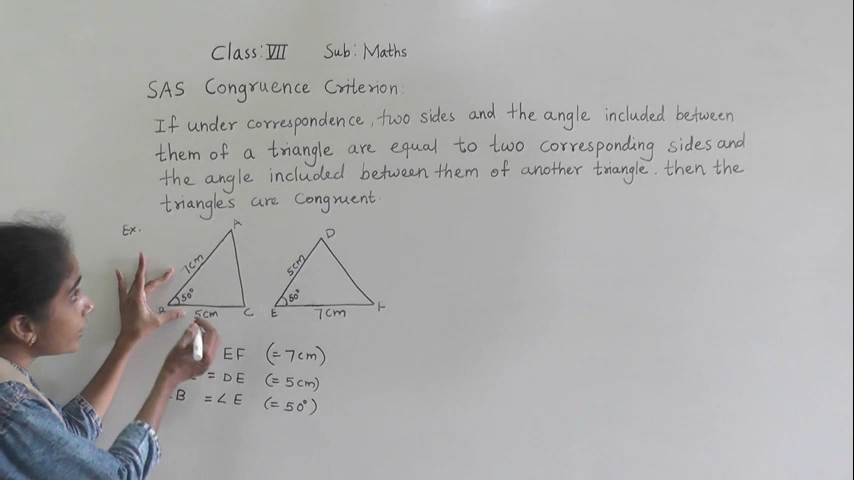 Class: VII Sub: Maths
SAS Congruence Criterion:
If under correspondence, two sides and the angle included between
them of a triangle are equal to two corresponding sides and
the angle included between them of another triangle. then the
triangles are Congruent.
Ex.
A
7cm
50°
B
5cm
C
D
5cm
50°
E
7cm
F
EF (= 7cm)
= DE (= 5cm)
B = ∠E (= 50°)